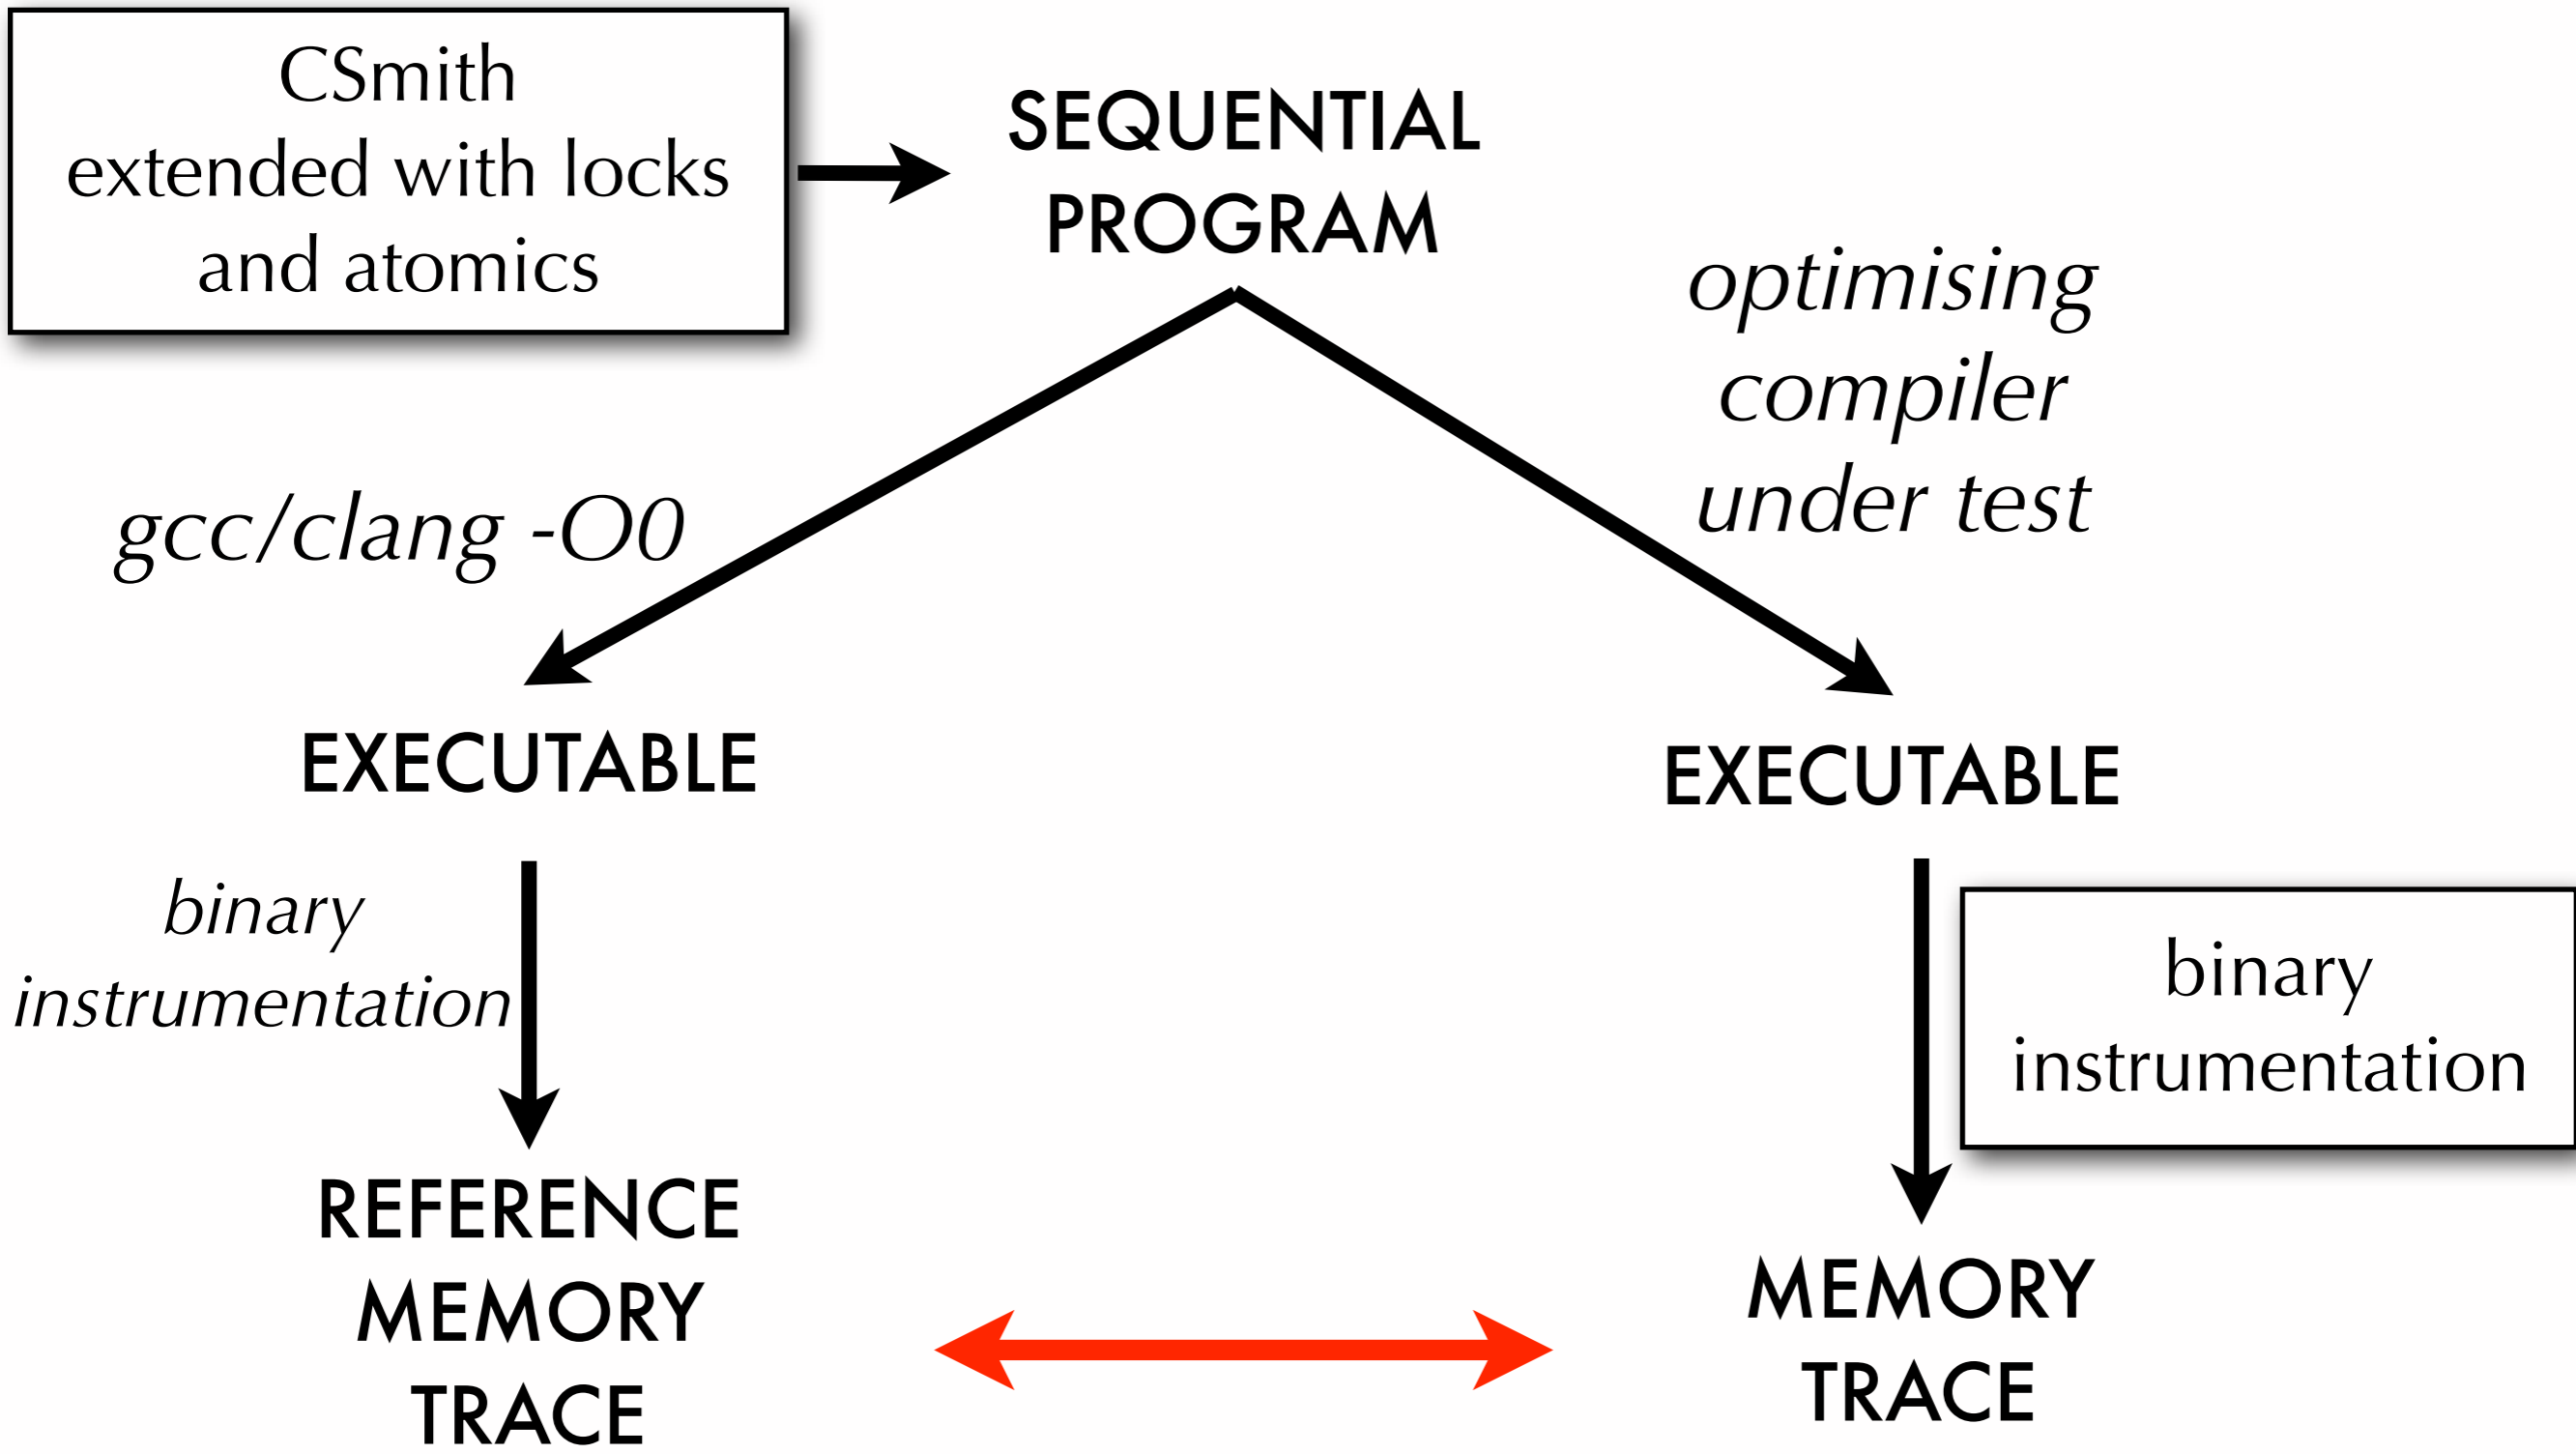 CSmith
extended with locks
and atomics
SEQUENTIAL
PROGRAM
optimising
compiler
under test
gcc/clang -O0
EXECUTABLE
EXECUTABLE
binary
instrumentation
binary
instrumentation
REFERENCE
MEMORY
TRACE
MEMORY
TRACE